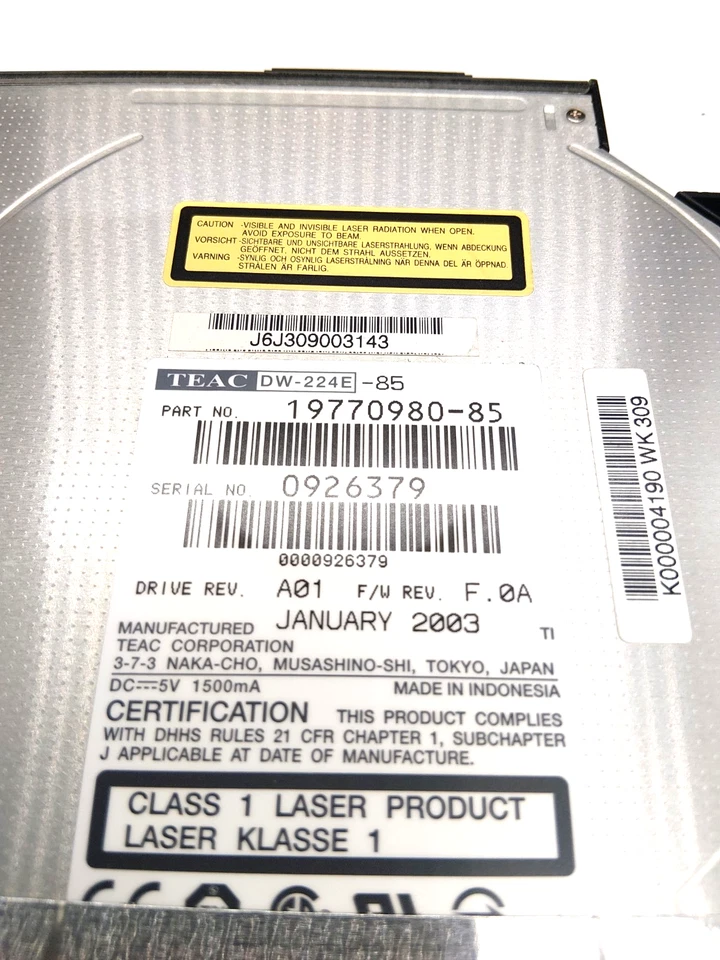 CAUTION -VISIBLE AND INVISIBLE LASER RADIATION WHEN OPEN.
AVOID EXPOSURE TO BEAM.
VORSICHT -SICHTBARE UND UNSICHTBARE LASERSTRAHLUNG, WENN ABDECKUNG
GEÖFFNET, NICHT DEM STRAHL AUSSETZEN.
VARNING -SYNLIG OCH OSYNLIG LASERSTRÅLNING NÄR DENNA DEL ÄR ÖPPNAD.
STRÅLEN ÄR FARLIG.
J6J309003143
TEAC DW-224E -85
PART NO. 19770980-85
SERIAL NO. 0926379
0000926379
DRIVE REV. A01 F/W REV. F.0A
MANUFACTURED JANUARY 2003 TI
TEAC CORPORATION
3-7-3 NAKA-CHO, MUSASHINO-SHI, TOKYO, JAPAN
DC⎓5V 1500mA MADE IN INDONESIA
CERTIFICATION THIS PRODUCT COMPLIES
WITH DHHS RULES 21 CFR CHAPTER 1, SUBCHAPTER
J APPLICABLE AT DATE OF MANUFACTURE.
CLASS 1 LASER PRODUCT
LASER KLASSE 1
K000004190 WK 309